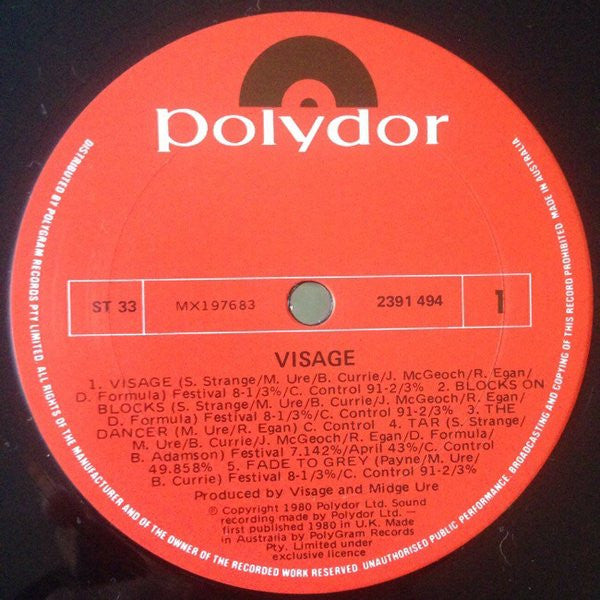 polydor
ST 33 MX197683 2391 494 1
VISAGE
1. VISAGE (S. Strange/M. Ure/B. Currie/J. McGeoch/R. Egan/
D. Formula) Festival 8-1/3%/C. Control 91-2/3% 2. BLOCKS ON
BLOCKS (S. Strange/M. Ure/B. Currie/J. McGeoch/R. Egan/
D. Formula) Festival 8-1/3%/C. Control 91-2/3% 3. THE
DANCER (M. Ure/R. Egan) C. Control 4. TAR (S. Strange/
M. Ure/B. Currie/J. McGeoch/R. Egan/D. Formula/
B. Adamson) Festival 7.142%/April 43%/C. Control
49.858% 5. FADE TO GREY (Payne/M. Ure/
B. Currie) Festival 8-1/3%/C. Control 91-2/3%
Produced by Visage and Midge Ure
℗ Copyright 1980 Polydor Ltd. Sound
recording made by Polydor Ltd. —
first published 1980 in U.K. Made
in Australia by PolyGram Records
Pty. Limited under
exclusive licence
DISTRIBUTED BY POLYGRAM RECORDS PTY LIMITED. ALL RIGHTS OF THE MANUFACTURER AND OF THE OWNER OF THE RECORDED WORK RESERVED. UNAUTHORISED PUBLIC PERFORMANCE, BROADCASTING AND COPYING OF THIS RECORD PROHIBITED. MADE IN AUSTRALIA